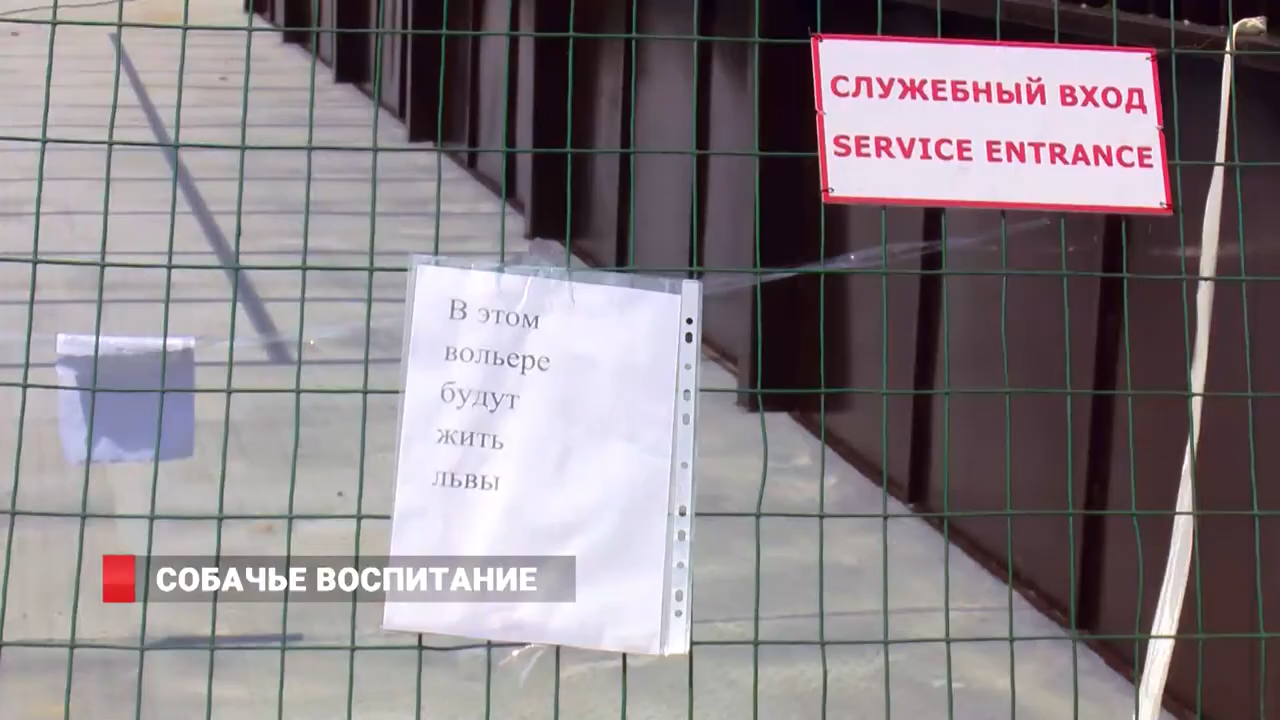 СЛУЖЕБНЫЙ ВХОД
SERVICE ENTRANCE
В этом
вольере
будут
жить
львы
СОБАЧЬЕ ВОСПИТАНИЕ